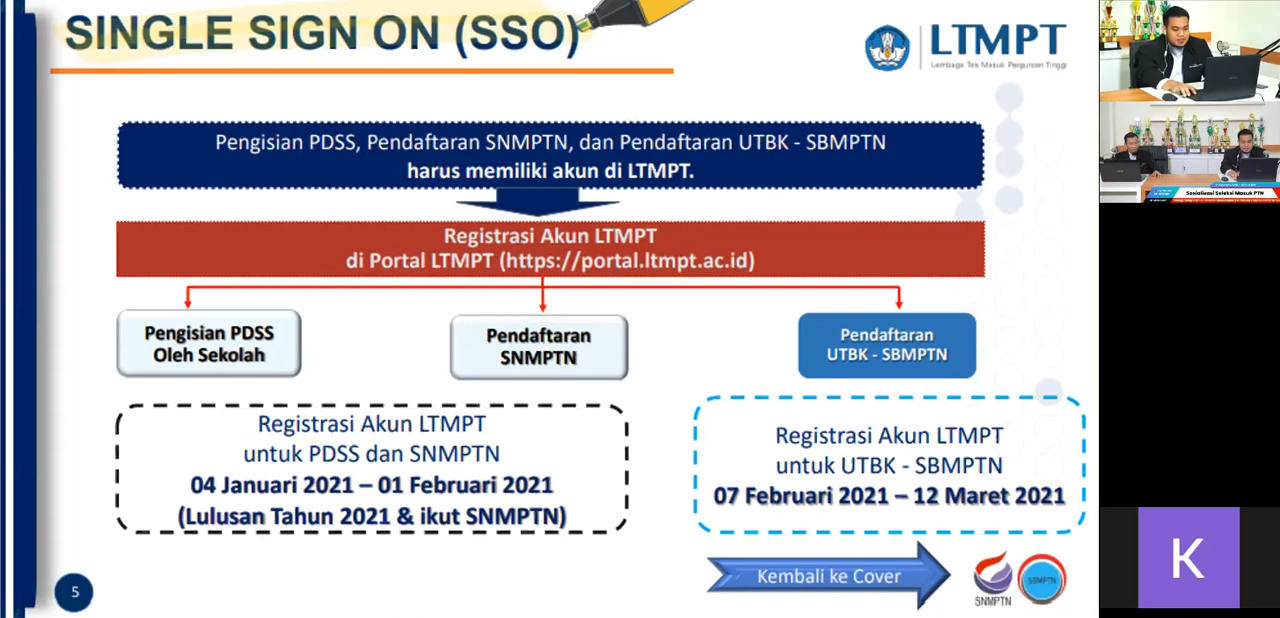 SINGLE SIGN ON (SSO)
LTMPT
Lembaga Tes Masuk Perguruan Tinggi
Pengisian PDSS, Pendaftaran SNMPTN, dan Pendaftaran UTBK - SBMPTN
harus memiliki akun di LTMPT.
Registrasi Akun LTMPT
di Portal LTMPT (https://portal.ltmpt.ac.id)
Pengisian PDSS
Oleh Sekolah
Pendaftaran
SNMPTN
Pendaftaran
UTBK - SBMPTN
Registrasi Akun LTMPT
untuk PDSS dan SNMPTN
04 Januari 2021 – 01 Februari 2021
(Lulusan Tahun 2021 & ikut SNMPTN)
Registrasi Akun LTMPT
untuk UTBK - SBMPTN
07 Februari 2021 – 12 Maret 2021
Kembali ke Cover
SNMPTN
SBMPTN
5
Sosialisasi Seleksi Masuk PTN
K